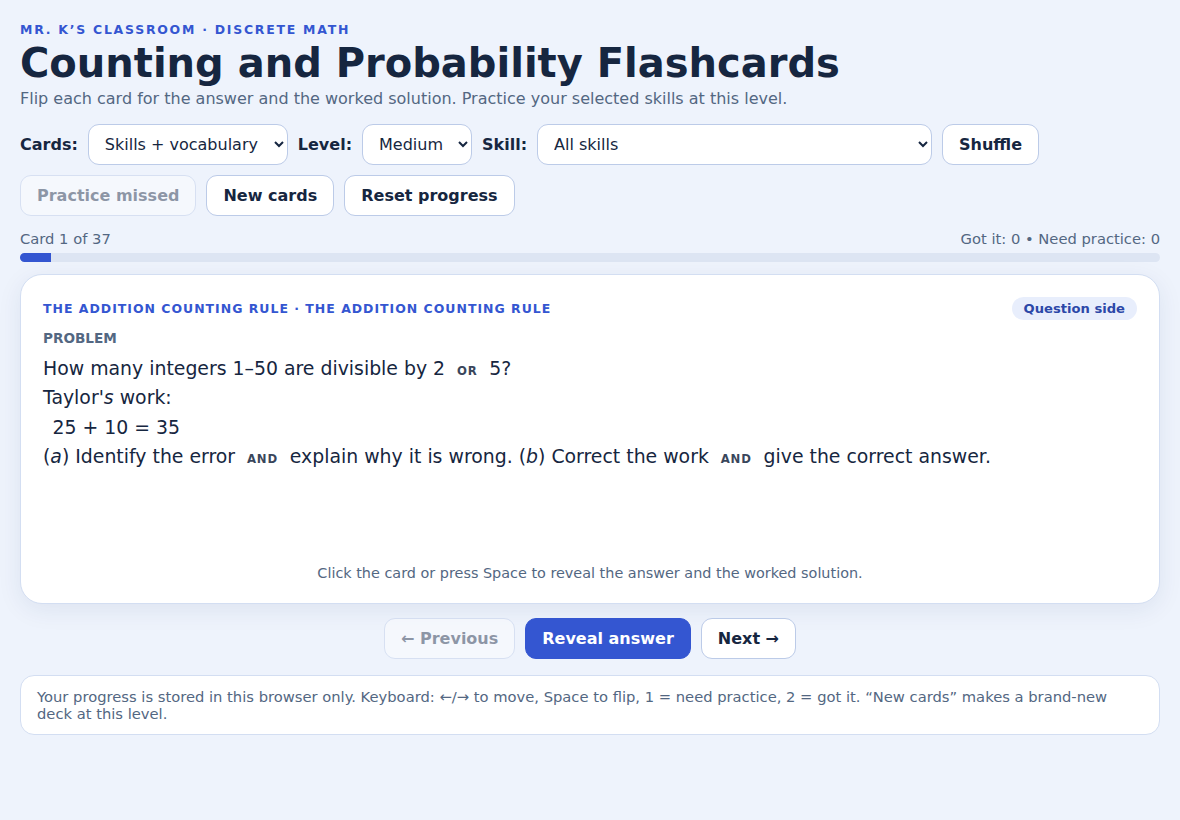 MR. K'S CLASSROOM · DISCRETE MATH
Counting and Probability Flashcards
Flip each card for the answer and the worked solution. Practice your selected skills at this level.
Cards: Skills + vocabulary Level: Medium Skill: All skills Shuffle
Practice missed New cards Reset progress
Card 1 of 37 Got it: 0 • Need practice: 0
THE ADDITION COUNTING RULE · THE ADDITION COUNTING RULE Question side
PROBLEM
How many integers 1–50 are divisible by 2 OR 5?
Taylor's work:
25 + 10 = 35
(a) Identify the error AND explain why it is wrong. (b) Correct the work AND give the correct answer.
Click the card or press Space to reveal the answer and the worked solution.
← Previous Reveal answer Next →
Your progress is stored in this browser only. Keyboard: ←/→ to move, Space to flip, 1 = need practice, 2 = got it. “New cards” makes a brand-new
deck at this level.